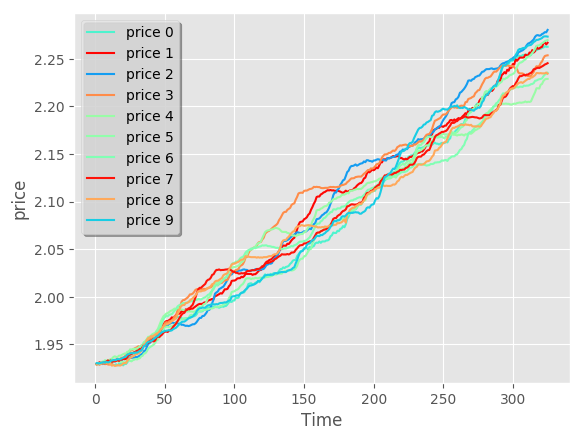 price 0
price 1
price 2
price 3
price 4
price 5
price 6
price 7
price 8
price 9
2.25
2.20
2.15
2.10
2.05
2.00
1.95
price
0 50 100 150 200 250 300
Time